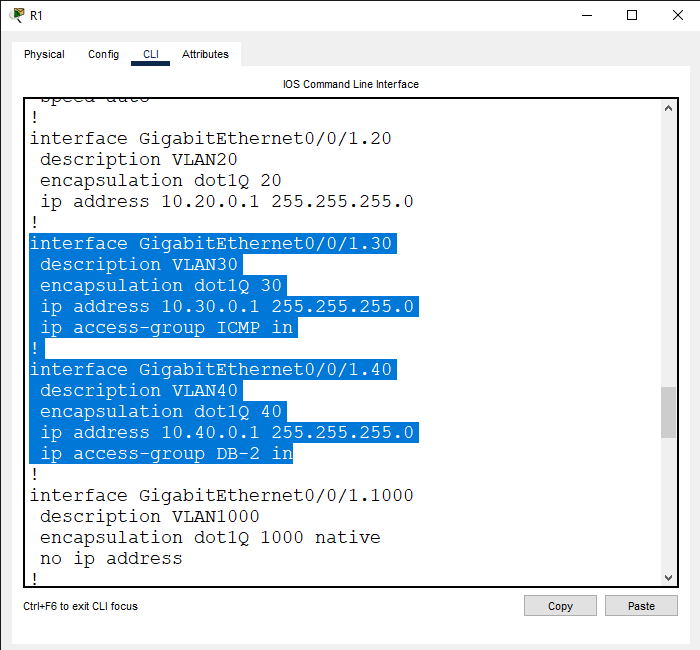 R1
Physical Config CLI Attributes
IOS Command Line Interface
speed auto
!
interface GigabitEthernet0/0/1.20
description VLAN20
encapsulation dot1Q 20
ip address 10.20.0.1 255.255.255.0
!
interface GigabitEthernet0/0/1.30
description VLAN30
encapsulation dot1Q 30
ip address 10.30.0.1 255.255.255.0
ip access-group ICMP in
!
interface GigabitEthernet0/0/1.40
description VLAN40
encapsulation dot1Q 40
ip address 10.40.0.1 255.255.255.0
ip access-group DB-2 in
!
interface GigabitEthernet0/0/1.1000
description VLAN1000
encapsulation dot1Q 1000 native
no ip address
!
Ctrl+F6 to exit CLI focus
Copy Paste